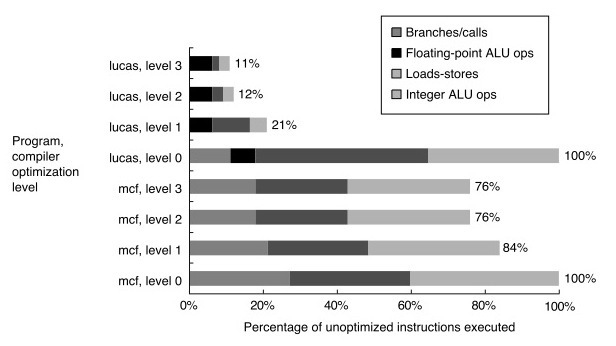 Branches/calls
Floating-point ALU ops
Loads-stores
Integer ALU ops
lucas, level 3
11%
lucas, level 2
12%
lucas, level 1
21%
lucas, level 0
100%
Program,
compiler
optimization
level
mcf, level 3
76%
mcf, level 2
76%
mcf, level 1
84%
mcf, level 0
100%
0%
20%
40%
60%
80%
100%
Percentage of unoptimized instructions executed